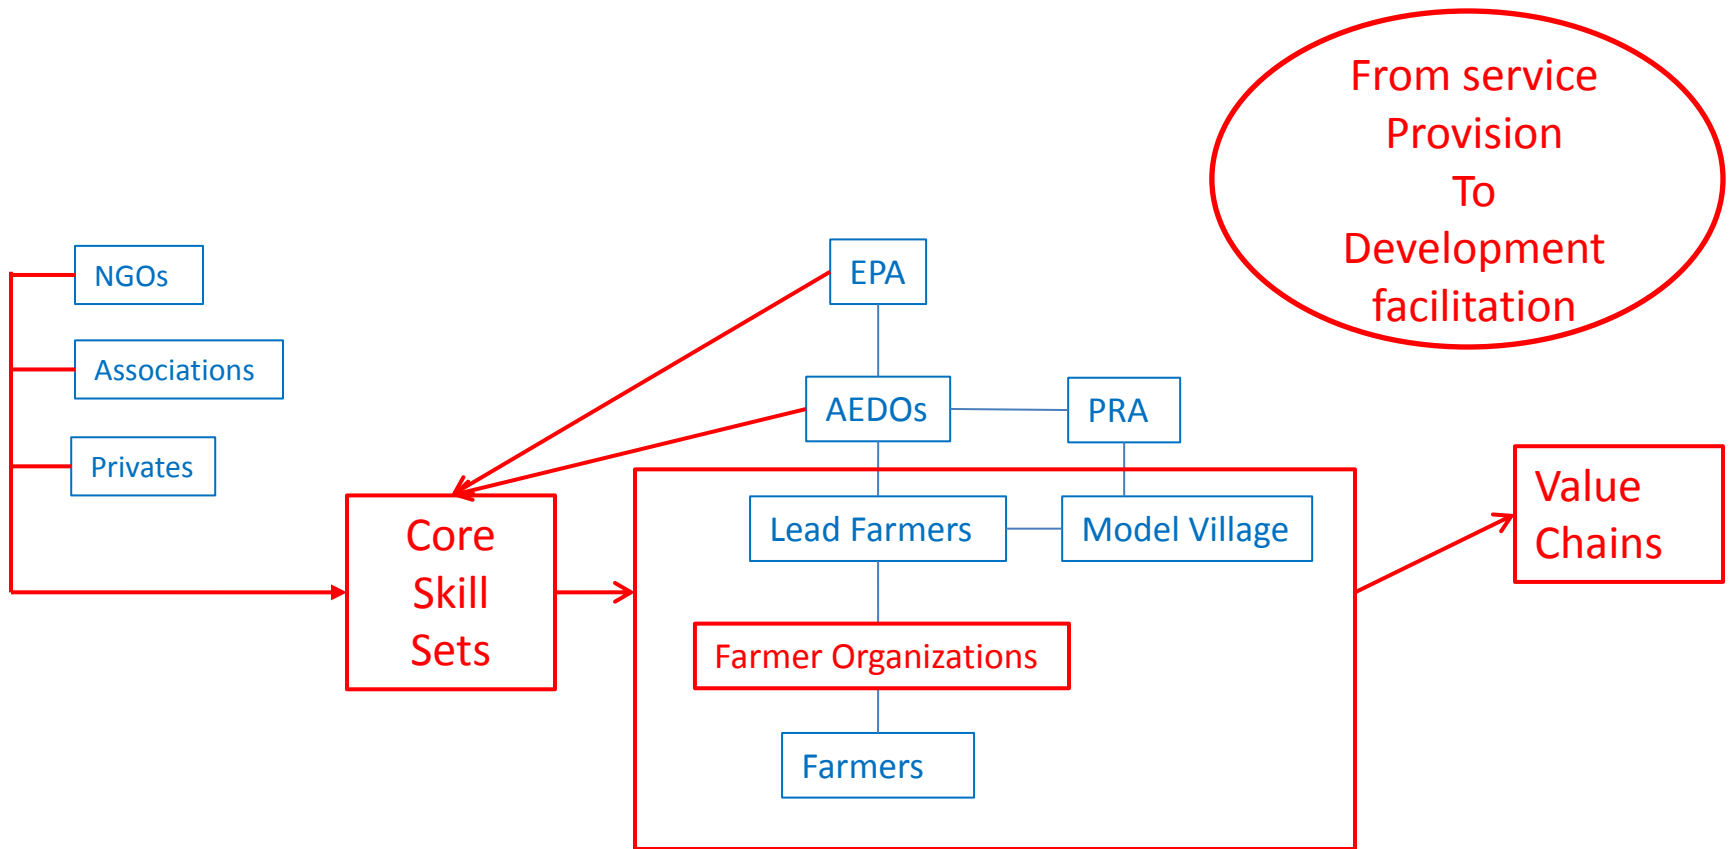 From service
Provision
To
Development
facilitation
NGOs
EPA
Associations
AEDOs
PRA
Privates
Core
Skill
Sets
Lead Farmers
Model Village
Value
Chains
Farmer Organizations
Farmers